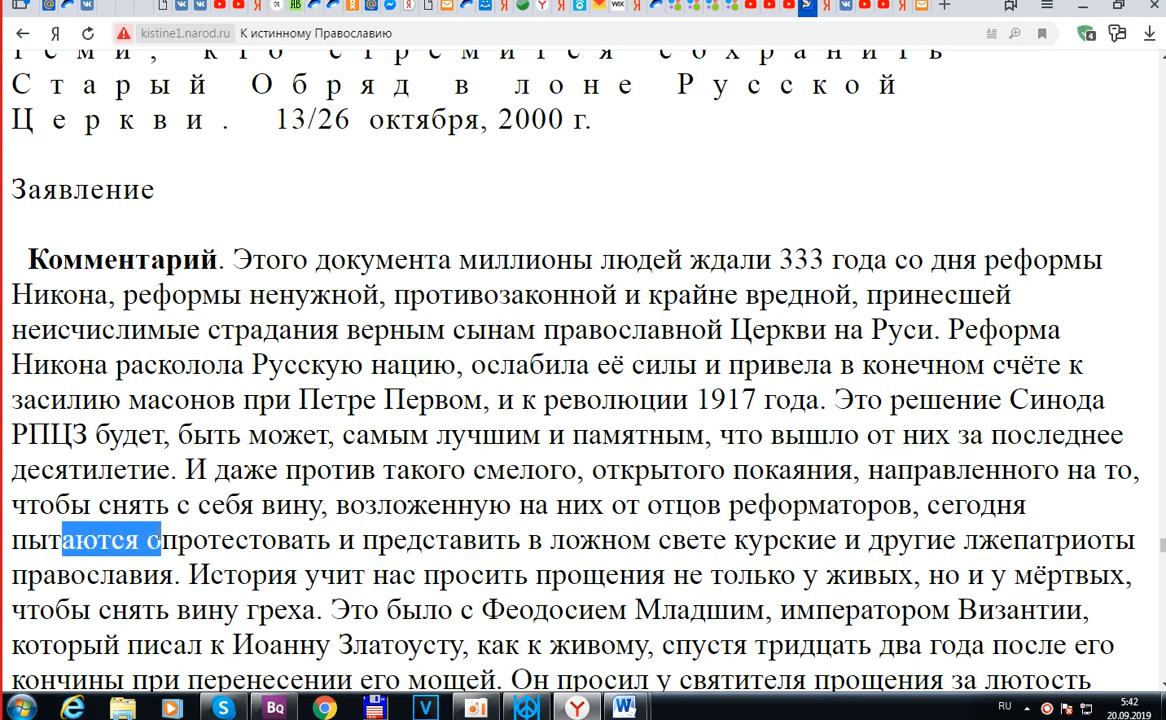 kistine1.narod.ru К истинному Православию
теми, кто стремится сохранить
Старый Обряд в лоне Русской
Церкви. 13/26 октября, 2000 г.
Заявление
Комментарий. Этого документа миллионы людей ждали 333 года со дня реформы
Никона, реформы ненужной, противозаконной и крайне вредной, принесшей
неисчислимые страдания верным сынам православной Церкви на Руси. Реформа
Никона расколола Русскую нацию, ослабила её силы и привела в конечном счёте к
засилию масонов при Петре Первом, и к революции 1917 года. Это решение Синода
РПЦЗ будет, быть может, самым лучшим и памятным, что вышло от них за последнее
десятилетие. И даже против такого смелого, открытого покаяния, направленного на то,
чтобы снять с себя вину, возложенную на них от отцов реформаторов, сегодня
пытаются опротестовать и представить в ложном свете курские и другие лжепатриоты
православия. История учит нас просить прощения не только у живых, но и у мёртвых,
чтобы снять вину греха. Это было с Феодосием Младшим, императором Византии,
который писал к Иоанну Златоусту, как к живому, спустя тридцать два года после его
кончины при перенесении его мощей. Он просил у святителя прощения за лютость
RU
5:42
20.09.2019